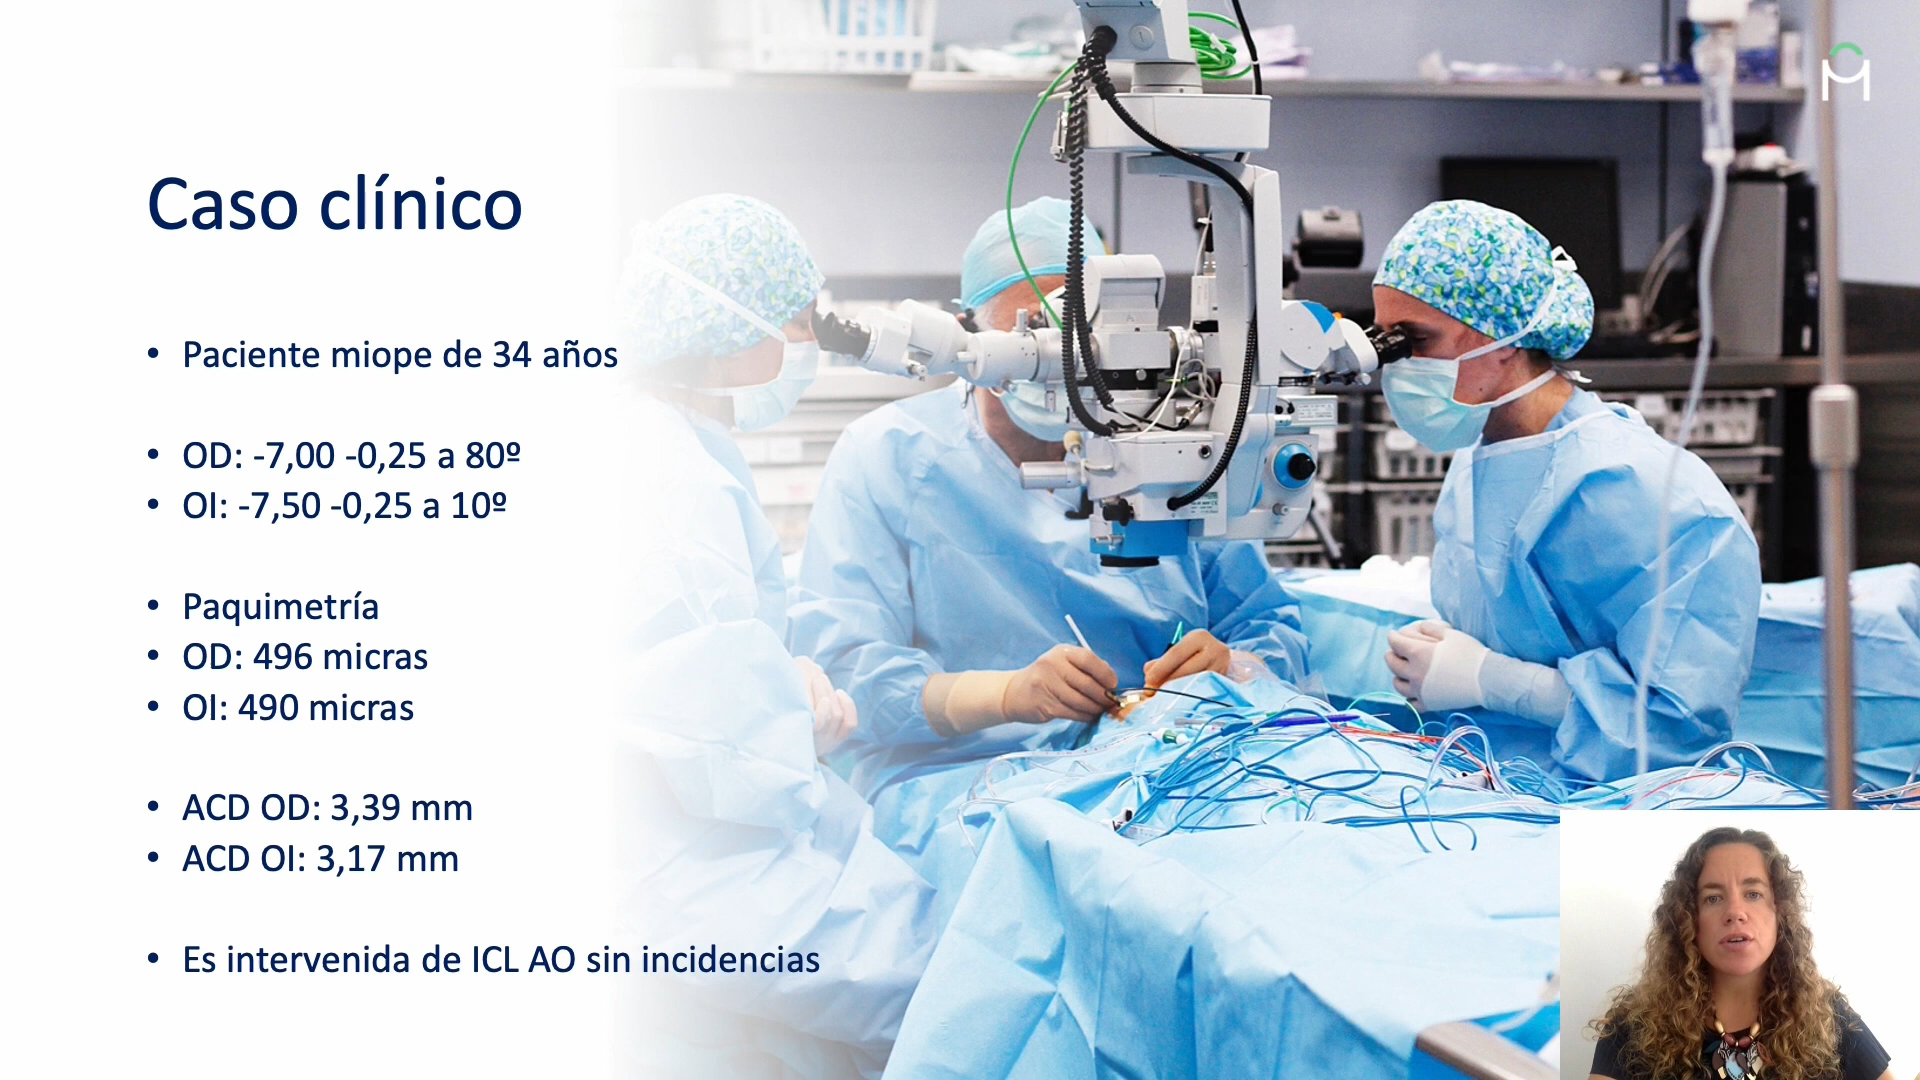 Caso clínico
• Paciente miope de 34 años
• OD: -7,00 -0,25 a 80º
• OI: -7,50 -0,25 a 10º
• Paquimetría
• OD: 496 micras
• OI: 490 micras
• ACD OD: 3,39 mm
• ACD OI: 3,17 mm
• Es intervenida de ICL AO sin incidencias